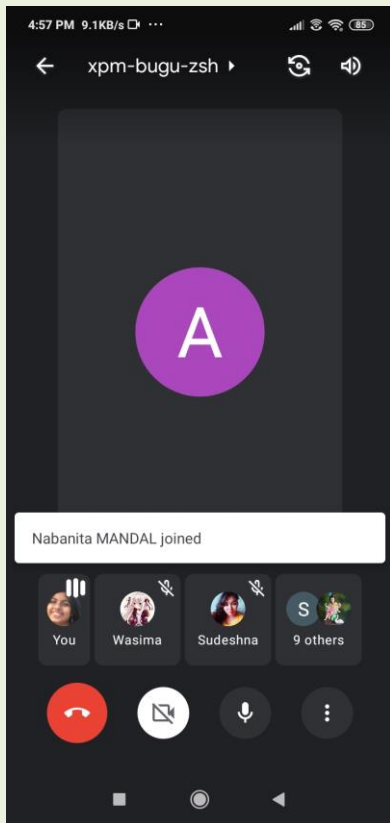 4:57 PM 9.1KB/s ··· 85
xpm-bugu-zsh
A
Nabanita MANDAL joined
S
You Wasima Sudeshna 9 others